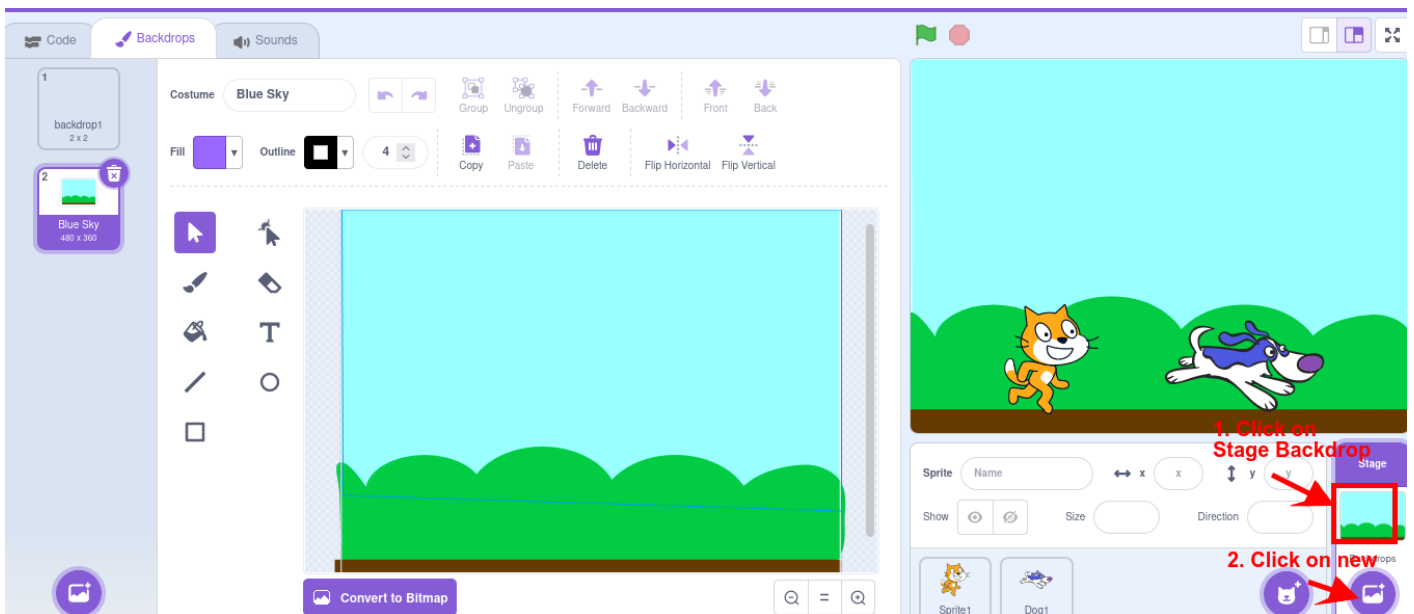 Code
Backdrops
Sounds
1
backdrop1
2 x 2
2
Blue Sky
480 x 360
Costume
Blue Sky
Group
Ungroup
Forward
Backward
Front
Back
Fill
Outline
4
Copy
Paste
Delete
Flip Horizontal
Flip Vertical
Convert to Bitmap
1. Click on
Stage Backdrop
Sprite
Name
x
x
y
y
Show
Size
Direction
Stage
2. Click on new
Sprite1
Dog1